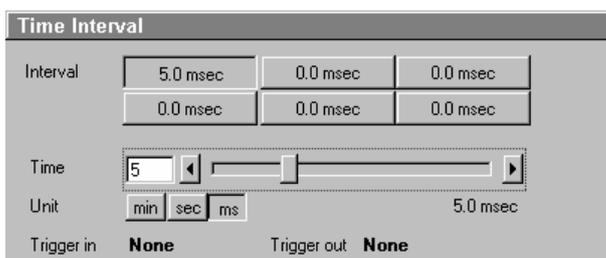 Time Interval
Interval 5.0 msec 0.0 msec 0.0 msec
0.0 msec 0.0 msec 0.0 msec
Time 5
Unit min sec ms 5.0 msec
Trigger in None Trigger out None